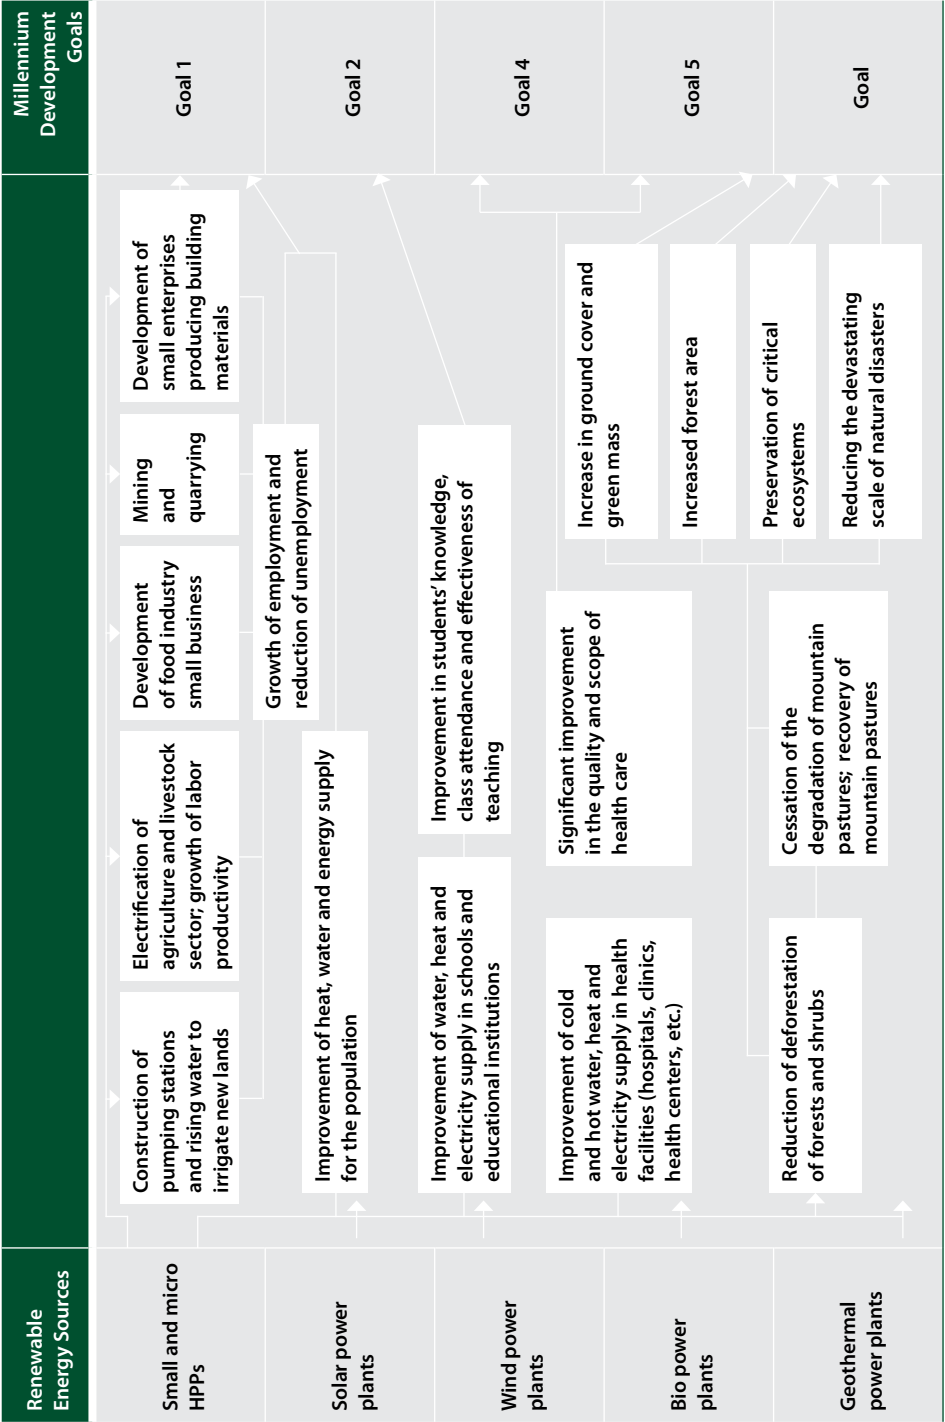 Renewable
Energy Sources
Millennium
Development
Goals
Small and micro
HPPs
Construction of
pumping stations
and rising water to
irrigate new lands
Electrification of
agriculture and livestock
sector; growth of labor
productivity
Development
of food industry
small business
Mining
and
quarrying
Development of
small enterprises
producing building
materials
Goal 1
Growth of employment and
reduction of unemployment
Solar power
plants
Improvement of heat, water and energy supply
for the population
Goal 2
Wind power
plants
Improvement of water, heat and
electricity supply in schools and
educational institutions
Improvement in students’ knowledge,
class attendance and effectiveness of
teaching
Goal 4
Bio power
plants
Improvement of cold
and hot water, heat and
electricity supply in health
facilities (hospitals, clinics,
health centers, etc.)
Significant improvement
in the quality and scope of
health care
Increase in ground cover and
green mass
Increased forest area
Goal 5
Geothermal
power plants
Reduction of deforestation
of forests and shrubs
Cessation of the
degradation of mountain
pastures; recovery of
mountain pastures
Preservation of critical
ecosystems
Reducing the devastating
scale of natural disasters
Goal